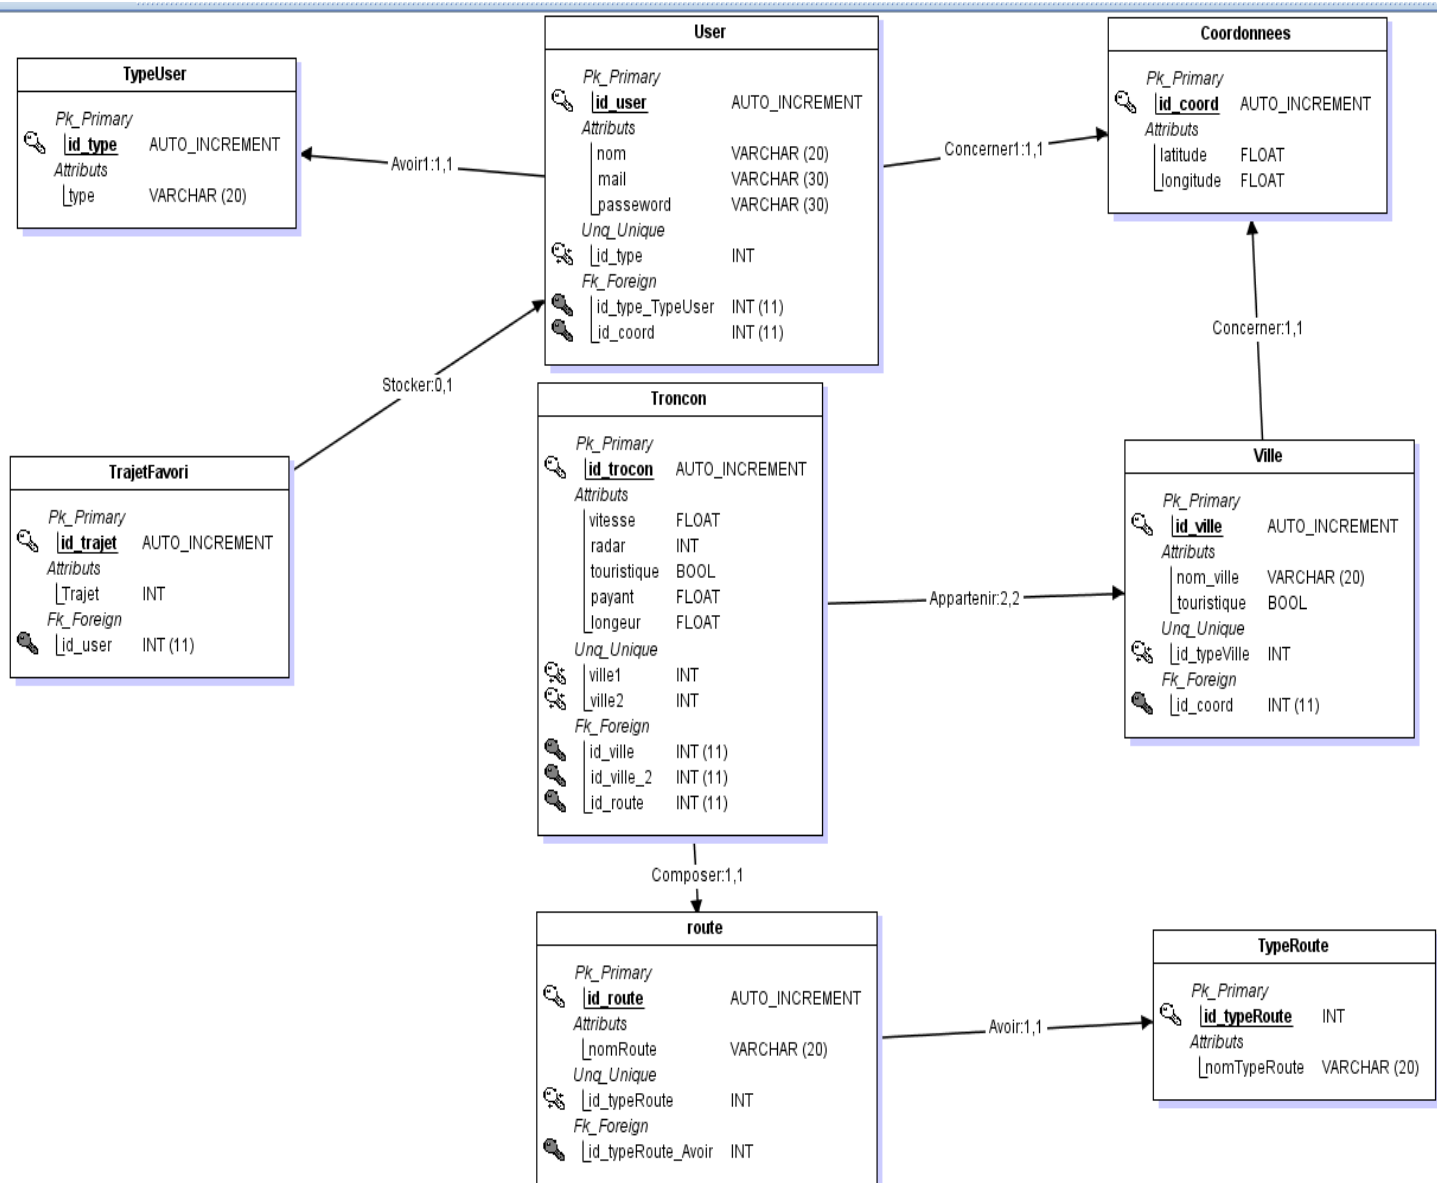 User
Pk_Primary
id_user AUTO_INCREMENT
Attributs
nom VARCHAR (20)
mail VARCHAR (30)
passeword VARCHAR (30)
Unq_Unique
id_type INT
Fk_Foreign
id_type_TypeUser INT (11)
id_coord INT (11)
Coordonnees
Pk_Primary
id_coord AUTO_INCREMENT
Attributs
latitude FLOAT
longitude FLOAT
TypeUser
Pk_Primary
id_type AUTO_INCREMENT
Attributs
type VARCHAR (20)
Avoir1:1,1
Concerner1:1,1
Concerner:1,1
Stocker:0,1
Troncon
Pk_Primary
id_trocon AUTO_INCREMENT
Attributs
vitesse FLOAT
radar INT
touristique BOOL
payant FLOAT
longeur FLOAT
Unq_Unique
ville1 INT
ville2 INT
Fk_Foreign
id_ville INT (11)
id_ville_2 INT (11)
id_route INT (11)
TrajetFavori
Pk_Primary
id_trajet AUTO_INCREMENT
Attributs
Trajet INT
Fk_Foreign
id_user INT (11)
Ville
Pk_Primary
id_ville AUTO_INCREMENT
Attributs
nom_ville VARCHAR (20)
touristique BOOL
Unq_Unique
id_typeVille INT
Fk_Foreign
id_coord INT (11)
Appartenir:2,2
Composer:1,1
route
Pk_Primary
id_route AUTO_INCREMENT
Attributs
nomRoute VARCHAR (20)
Unq_Unique
id_typeRoute INT
Fk_Foreign
id_typeRoute_Avoir INT
Avoir:1,1
TypeRoute
Pk_Primary
id_typeRoute INT
Attributs
nomTypeRoute VARCHAR (20)